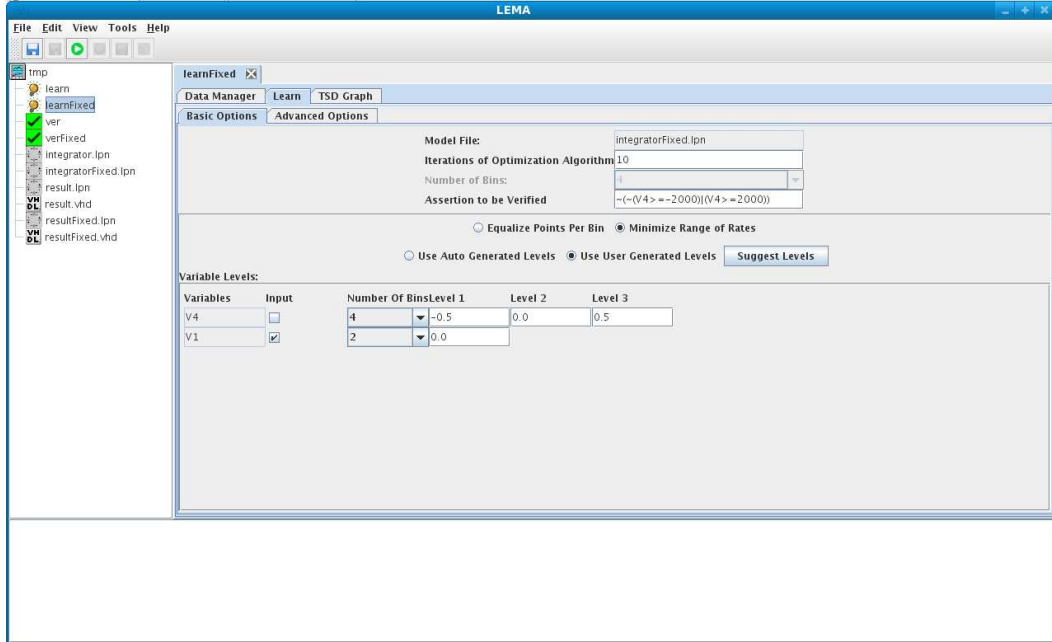 LEMA
File Edit View Tools Help
tmp
learn
learnFixed
ver
verFixed
integrator.lpn
integratorFixed.lpn
result.lpn
VHDL result.vhd
resultFixed.lpn
VHDL resultFixed.vhd
learnFixed
Data Manager Learn TSD Graph
Basic Options Advanced Options
Model File: integratorFixed.lpn
Iterations of Optimization Algorithm 10
Number of Bins: 4
Assertion to be Verified ~(~(V4>=-2000)|(V4>=2000))
Equalize Points Per Bin Minimize Range of Rates
Use Auto Generated Levels Use User Generated Levels Suggest Levels
Variable Levels:
Variables Input Number Of Bins Level 1 Level 2 Level 3
V4 4 -0.5 0.0 0.5
V1 2 0.0